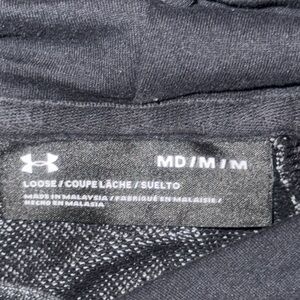 MD/M/M
LOOSE/COUPE LÂCHE/SUELTO
MADE IN MALAYSIA/FABRIQUÉ EN MALAISIE/
HECHO EN MALASIA